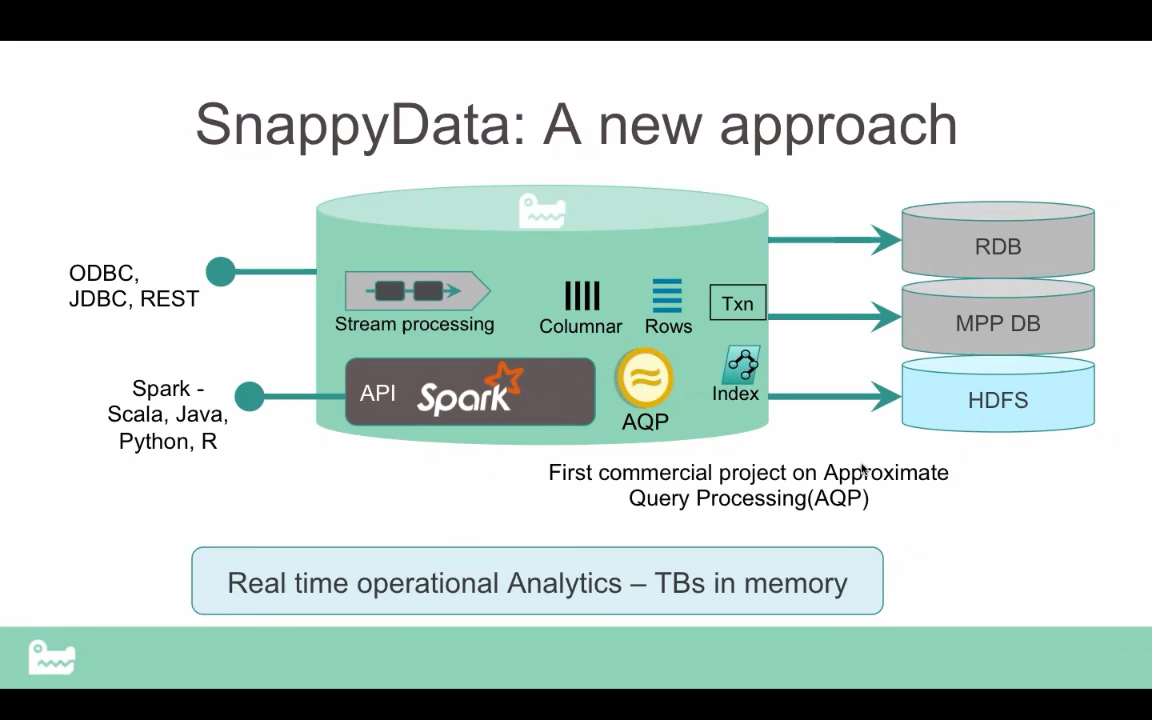 SnappyData: A new approach
ODBC,
JDBC, REST
Spark -
Scala, Java,
Python, R
Stream processing
Columnar
Rows
Txn
API Spark
AQP
Index
RDB
MPP DB
HDFS
First commercial project on Approximate
Query Processing(AQP)
Real time operational Analytics – TBs in memory